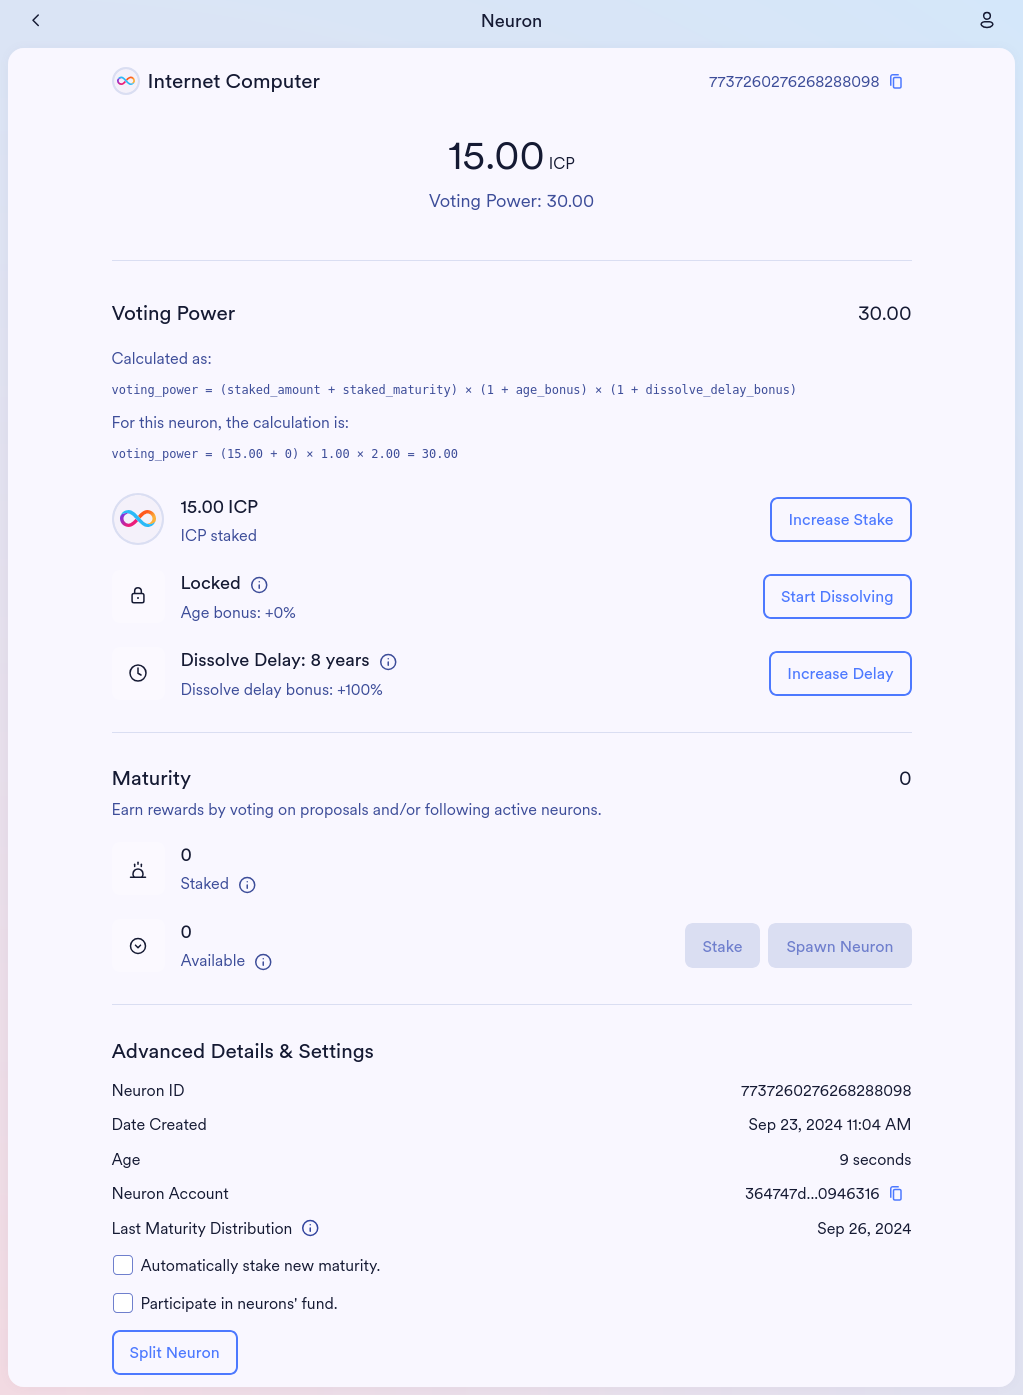 Neuron
Internet Computer
7737260276268288098
15.00 ICP
Voting Power: 30.00
Voting Power
30.00
Calculated as:
voting_power = (staked_amount + staked_maturity) × (1 + age_bonus) × (1 + dissolve_delay_bonus)
For this neuron, the calculation is:
voting_power = (15.00 + 0) × 1.00 × 2.00 = 30.00
15.00 ICP
ICP staked
Increase Stake
Locked
Age bonus: +0%
Start Dissolving
Dissolve Delay: 8 years
Dissolve delay bonus: +100%
Increase Delay
Maturity
0
Earn rewards by voting on proposals and/or following active neurons.
0
Staked
0
Available
Stake
Spawn Neuron
Advanced Details & Settings
Neuron ID
7737260276268288098
Date Created
Sep 23, 2024 11:04 AM
Age
9 seconds
Neuron Account
364747d...0946316
Last Maturity Distribution
Sep 26, 2024
Automatically stake new maturity.
Participate in neurons' fund.
Split Neuron